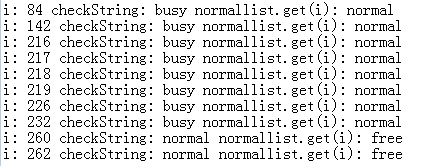 i: 84 checkString: busy normallist.get(i): normal
i: 142 checkString: busy normallist.get(i): normal
i: 216 checkString: busy normallist.get(i): normal
i: 217 checkString: busy normallist.get(i): normal
i: 218 checkString: busy normallist.get(i): normal
i: 219 checkString: busy normallist.get(i): normal
i: 226 checkString: busy normallist.get(i): normal
i: 232 checkString: busy normallist.get(i): normal
i: 260 checkString: normal normallist.get(i): free
i: 262 checkString: normal normallist.get(i): free